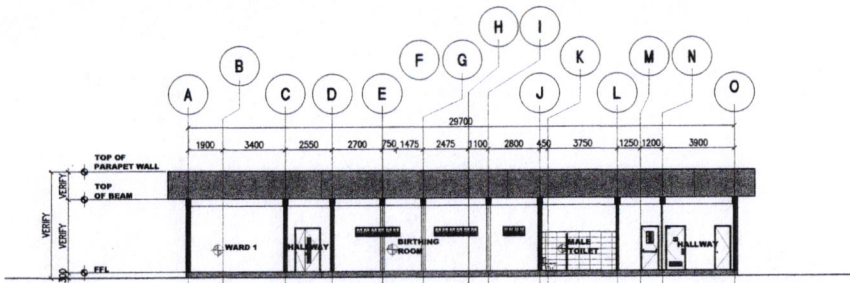 H I
F G K M N
B
A C D E J L O
29700
1900 3400 2550 2700 750 1475 2475 1100 2800 450 3750 1250 1200 3900
TOP OF
PARAPET WALL
VERIFY
TOP
OF BEAM
VERIFY
VERIFY
WARD 1
HALLWAY
BIRTHING
ROOM
MALE
TOILET
HALLWAY
FFL
300